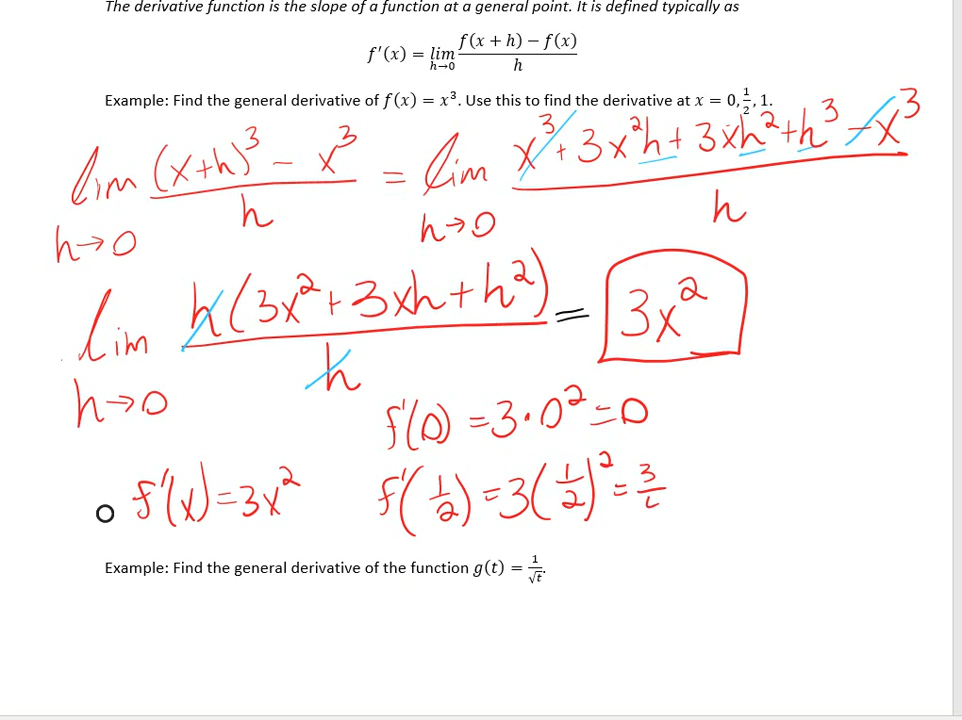 The derivative function is the slope of a function at a general point. It is defined typically as
f'(x) = lim h→0 f(x + h) − f(x) / h
Example: Find the general derivative of f(x) = x³. Use this to find the derivative at x = 0, 1/2, 1.
lim h→0 (x+h)³ − x³ / h = lim h→0 x³ + 3x²h + 3xh² + h³ − x³ / h
lim h→0 h(3x² + 3xh + h²) / h = 3x²
f'(0) = 3·0² = 0
f'(x) = 3x² f'(1/2) = 3(1/2)² = 3/
Example: Find the general derivative of the function g(t) = 1/√t.